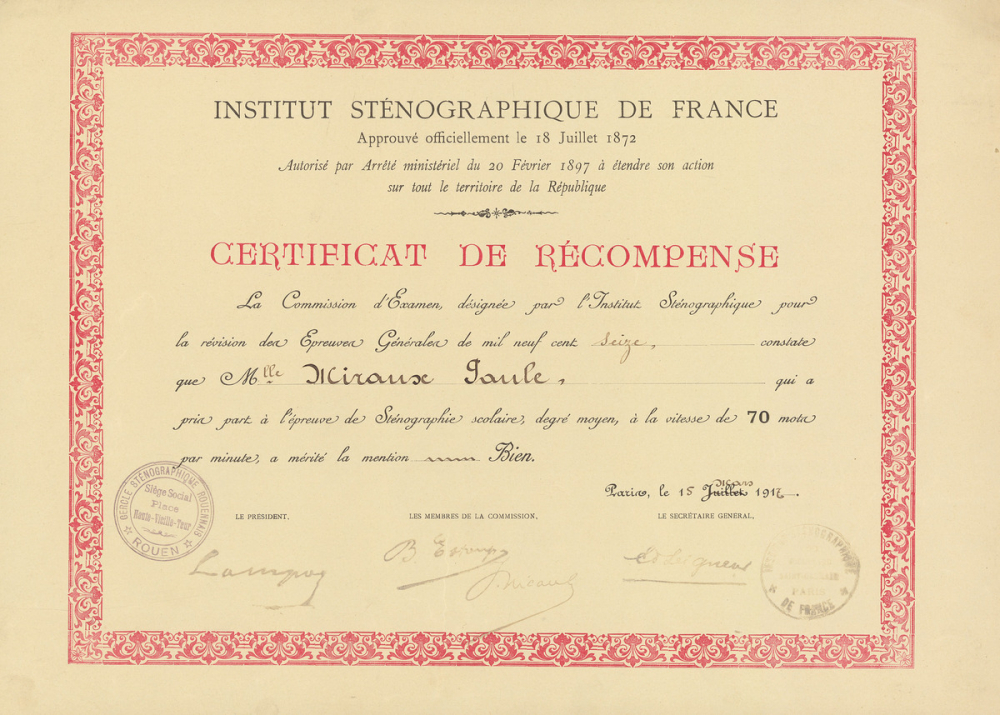 INSTITUT STÉNOGRAPHIQUE DE FRANCE
Approuvé officiellement le 18 Juillet 1872
Autorisé par Arrêté ministériel du 20 Février 1897 à étendre son action
sur tout le territoire de la République
CERTIFICAT DE RÉCOMPENSE
La Commission d'Examen, désignée par l'Institut Sténographique pour
la révision des Epreuves Générales de mil neuf cent seize, constate
que Mlle Miraux Paule, qui a
pris part à l'épreuve de Sténographie scolaire, degré moyen, à la vitesse de 70 mots
par minute, a mérité la mention Bien.
Mars
Paris, le 15 Juillet 1917.
LE PRÉSIDENT,
LES MEMBRES DE LA COMMISSION,
LE SECRÉTAIRE GÉNÉRAL,
CERCLE STÉNOGRAPHIQUE ROUENNAIS
Siège Social
Place
Haute-Vieille-Tour
ROUEN
PARIS
DE FRANCE